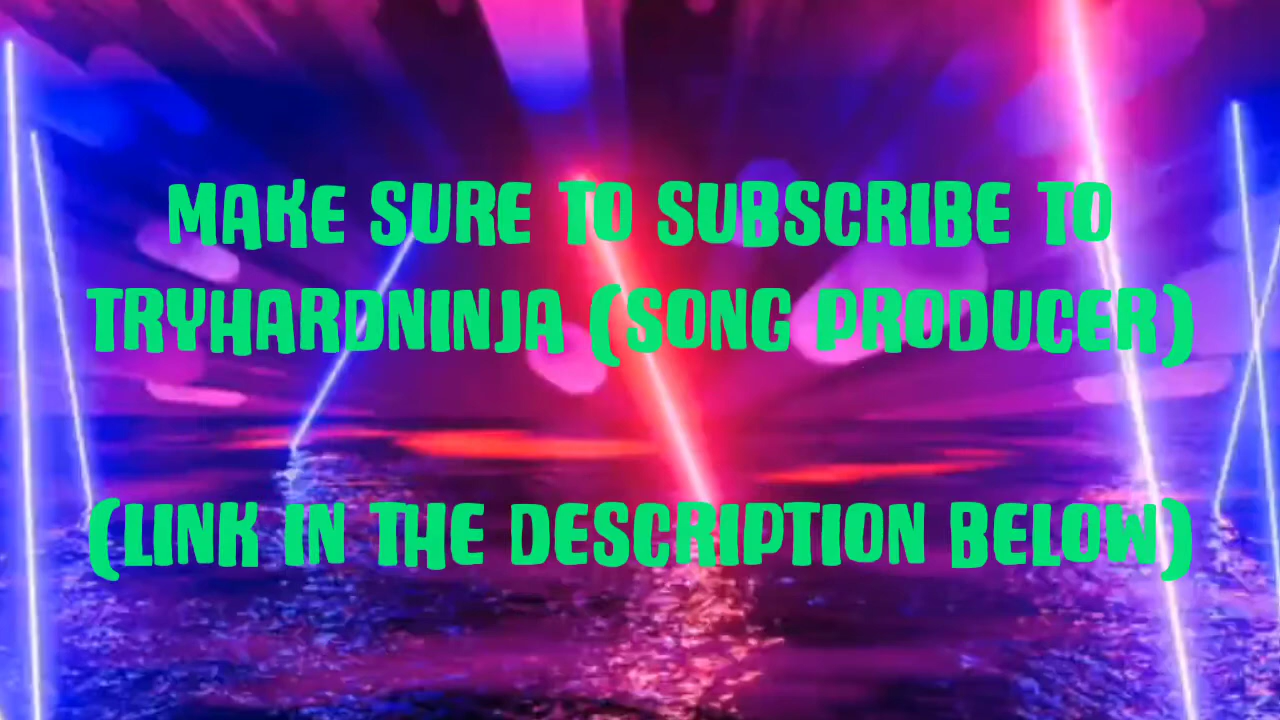 MAKE SURE TO SUBSCRIBE TO
TRYHARDNINJA (SONG PRODUCER)
(LINK IN THE DESCRIPTION BELOW)